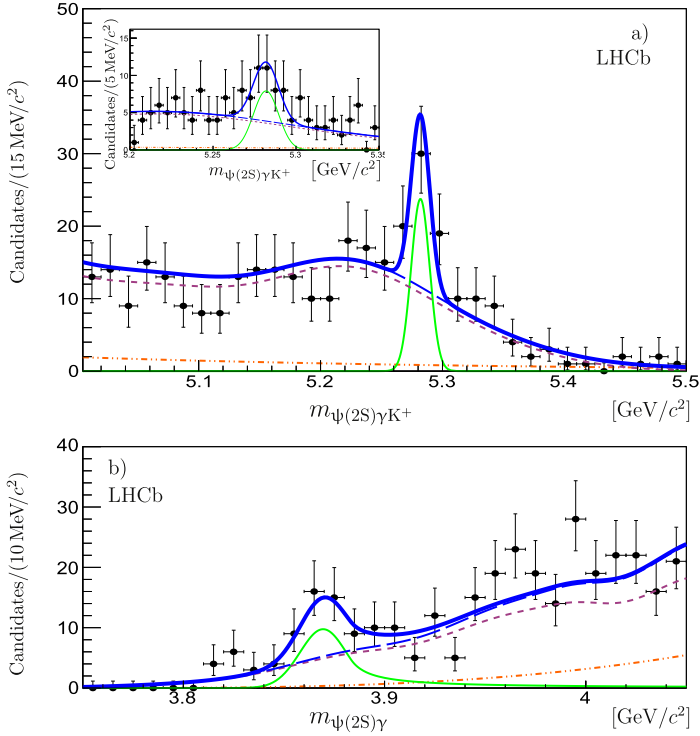 a)
LHCb
Candidates/(15 MeV/c²)
50
40
30
20
10
0
5.1
5.2
5.3
5.4
5.5
m_ψ(2S)γK⁺
[GeV/c²]
Candidates/(5 MeV/c²)
15
10
5
0
5.2
5.25
5.3
5.35
m_ψ(2S)γK⁺
[GeV/c²]
b)
LHCb
Candidates/(10 MeV/c²)
40
30
20
10
0
3.8
3.9
4
m_ψ(2S)γ
[GeV/c²]